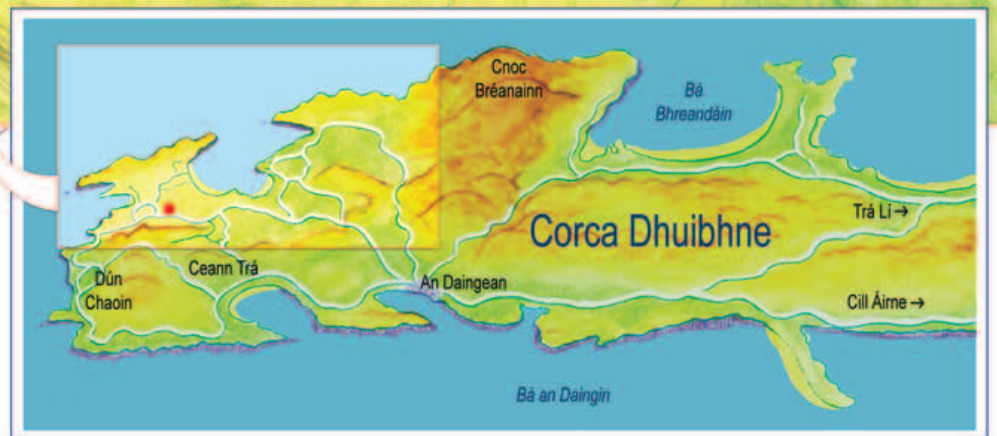 Cnoc
Bréanainn
Bá
Bhreandáin
Trá Lí →
Corca Dhuibhne
Ceann Trá
Dún
Chaoin
An Daingean
Cill Áirne →
Bá an Daingin